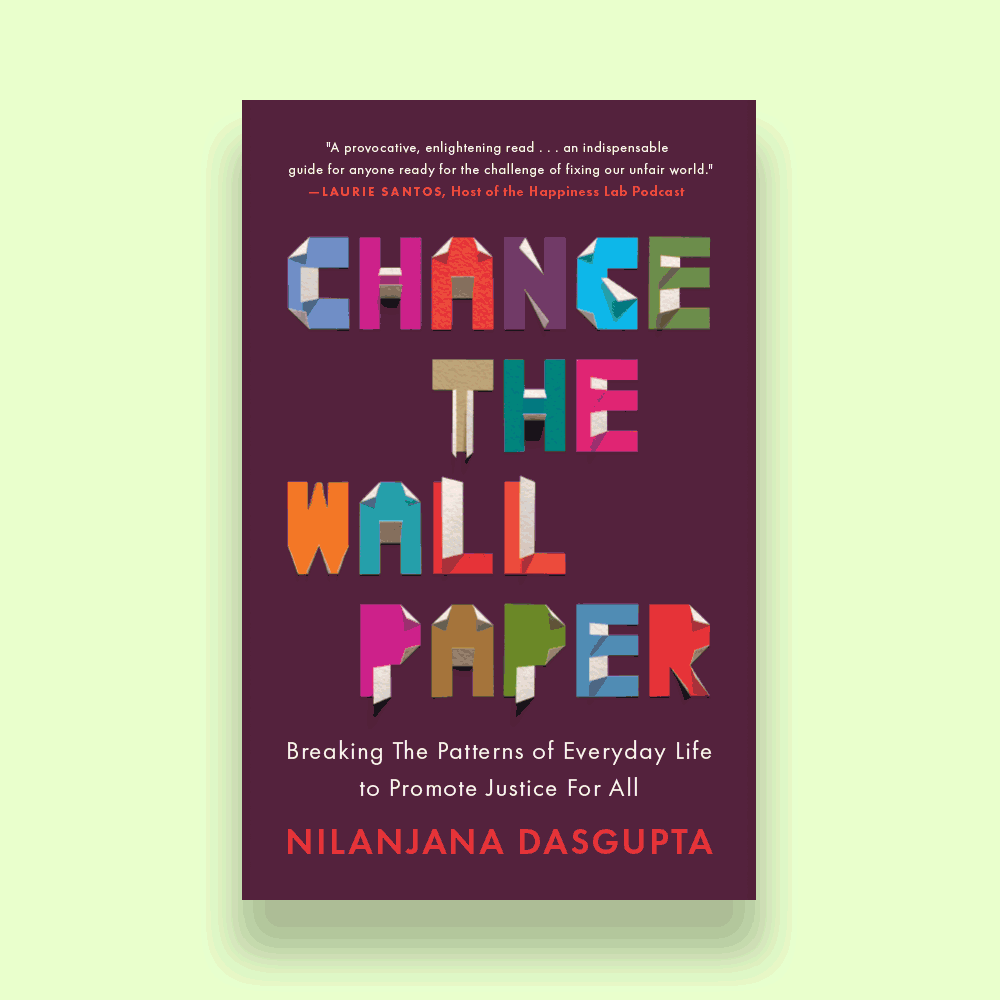 "A provocative, enlightening read . . . an indispensable
guide for anyone ready for the challenge of fixing our unfair world."
—LAURIE SANTOS, Host of the Happiness Lab Podcast
CHANGE
THE
WALL
PAPER
Breaking The Patterns of Everyday Life
to Promote Justice For All
NILANJANA DASGUPTA